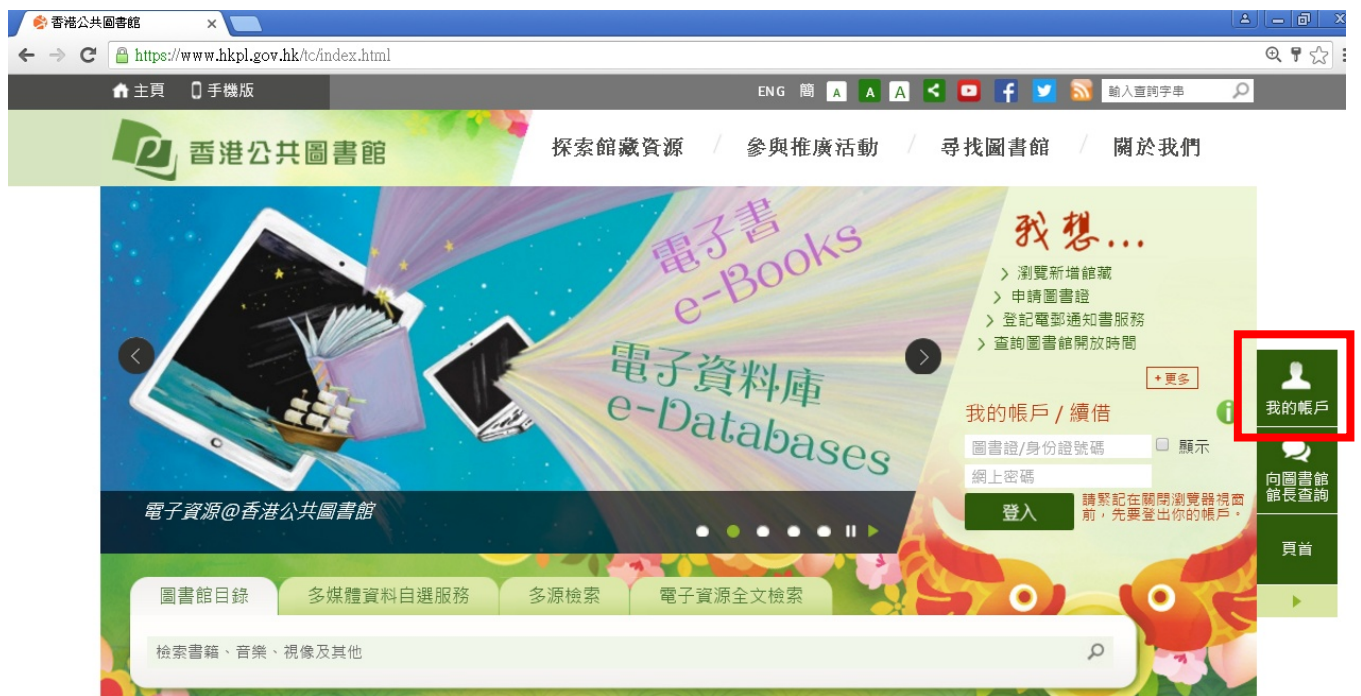 香港公共圖書館
https://www.hkpl.gov.hk/tc/index.html
主頁 手機版 ENG 簡 A A A 輸入查詢字串
香港公共圖書館 探索館藏資源 / 參與推廣活動 / 尋找圖書館 / 關於我們
電子書
e-Books
電子資料庫
e-Databases
電子資源@香港公共圖書館
我想...
瀏覽新增館藏
申請圖書證
登記電郵通知書服務
查詢圖書館開放時間
+更多
我的帳戶 / 續借
圖書證/身份證號碼 顯示
網上密碼
登入
請緊記在關閉瀏覽器視窗
前，先要登出你的帳戶。
我的帳戶
向圖書館
館長查詢
頁首
圖書館目錄 多媒體資料自選服務 多源檢索 電子資源全文檢索
檢索書籍、音樂、視像及其他